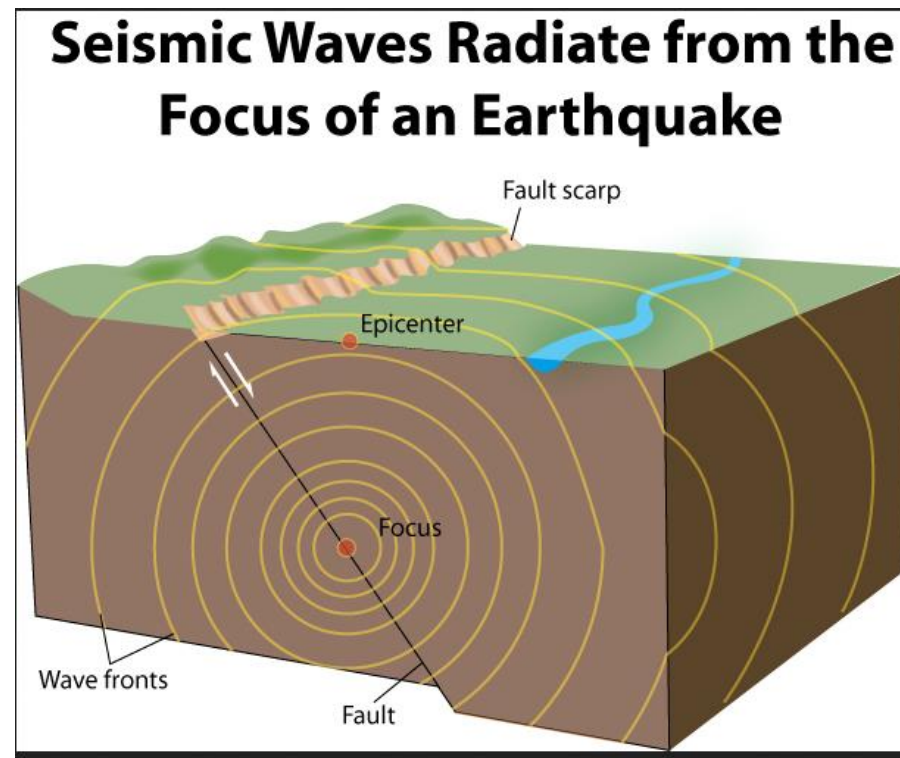 Seismic Waves Radiate from the
Focus of an Earthquake
Fault scarp
Epicenter
Focus
Wave fronts
Fault